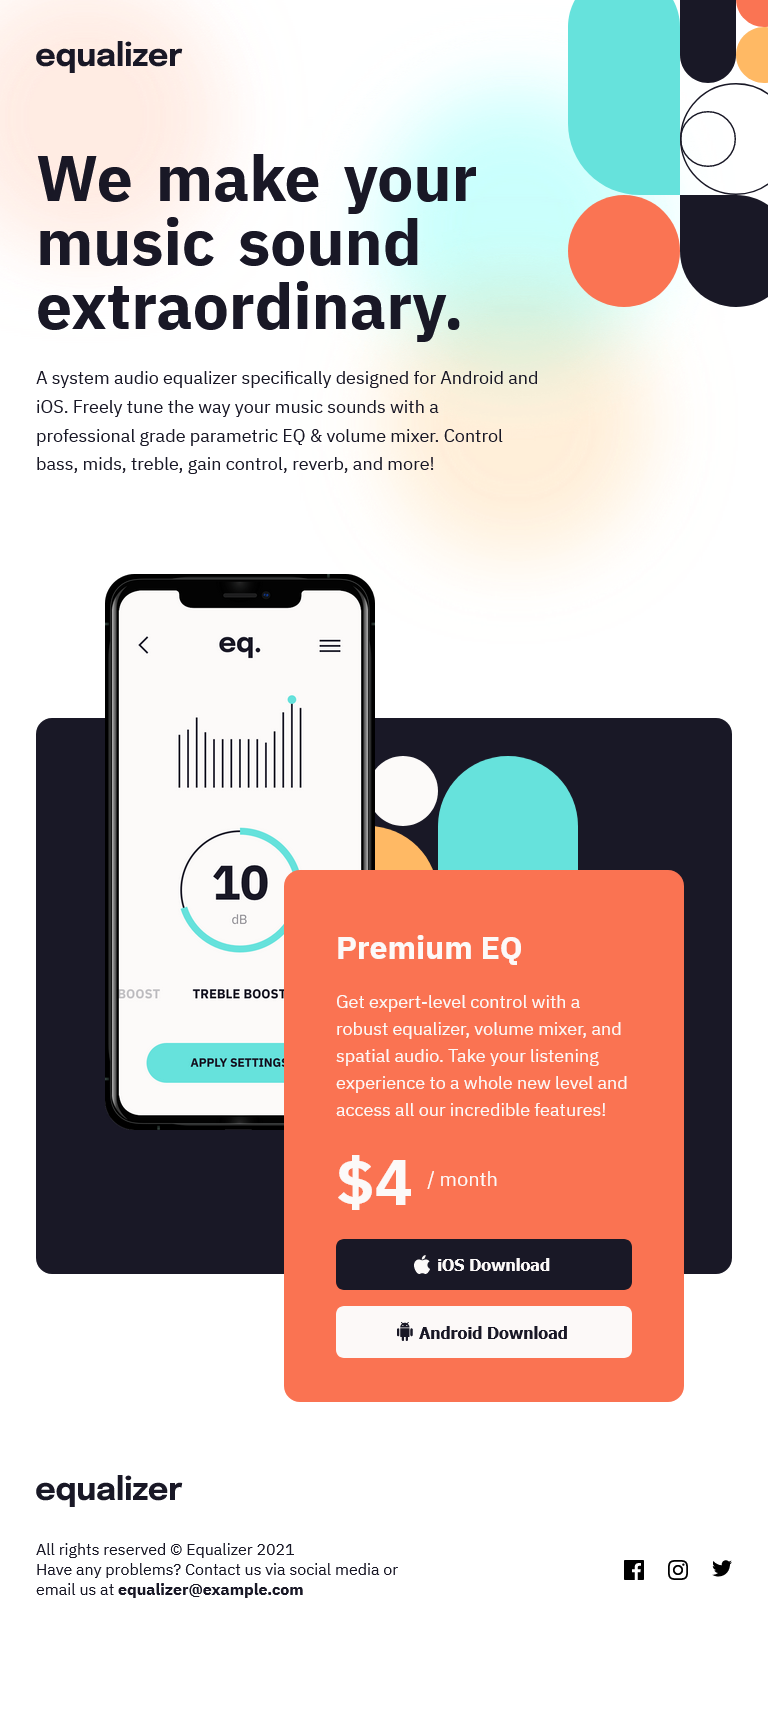 equalizer
We make your
music sound
extraordinary.
A system audio equalizer specifically designed for Android and
iOS. Freely tune the way your music sounds with a
professional grade parametric EQ & volume mixer. Control
bass, mids, treble, gain control, reverb, and more!
eq.
10
dB
BOOST TREBLE BOOST
APPLY SETTINGS
Premium EQ
Get expert-level control with a
robust equalizer, volume mixer, and
spatial audio. Take your listening
experience to a whole new level and
access all our incredible features!
$4 / month
iOS Download
Android Download
equalizer
All rights reserved © Equalizer 2021
Have any problems? Contact us via social media or
email us at equalizer@example.com